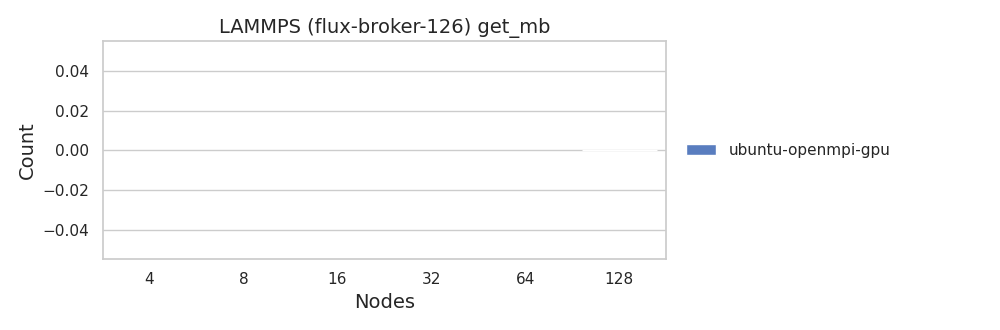 LAMMPS (flux-broker-126) get_mb
Count
0.04
0.02
0.00
−0.02
−0.04
4 8 16 32 64 128
Nodes
ubuntu-openmpi-gpu